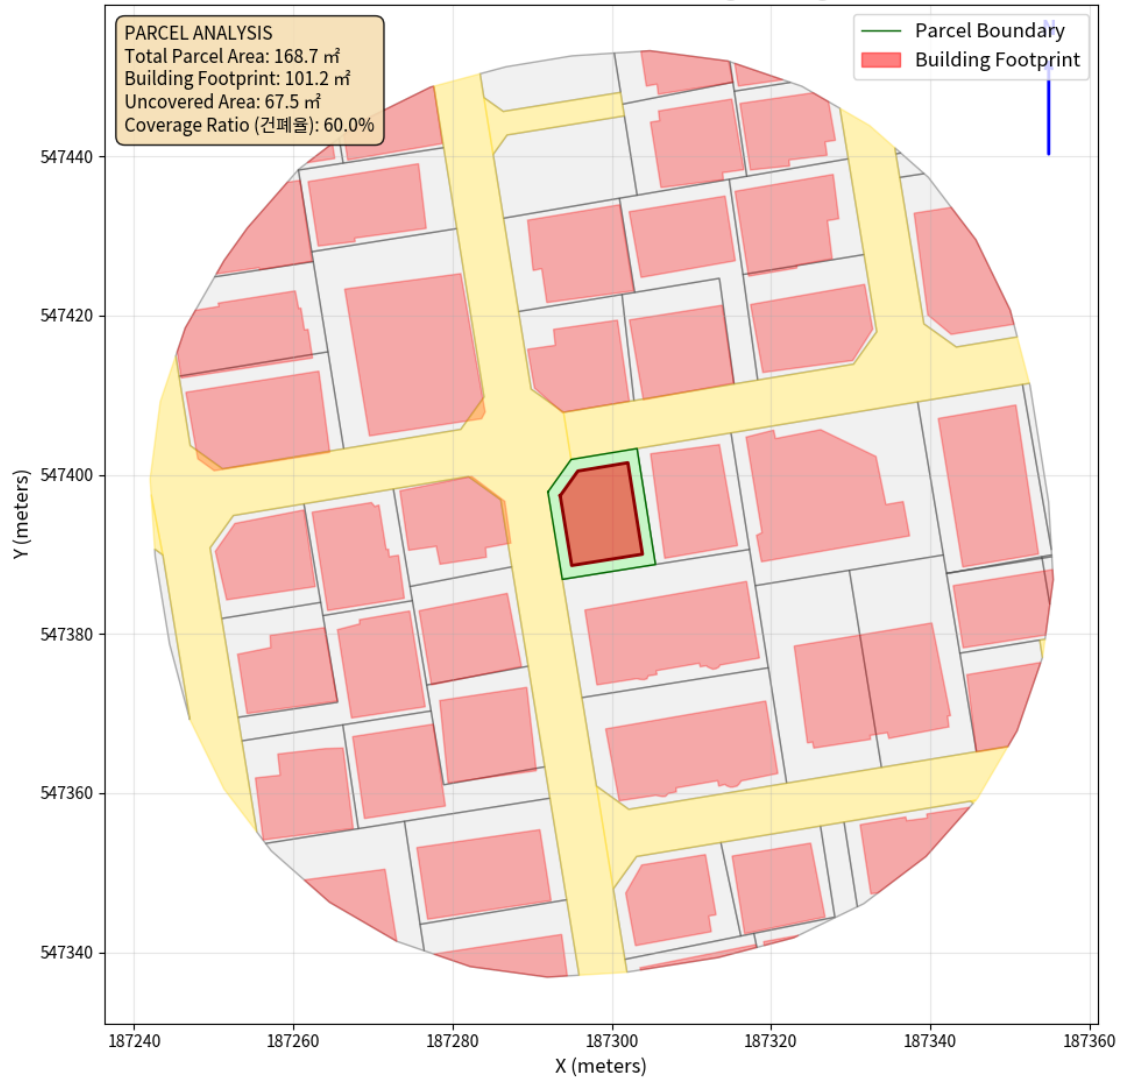 PARCEL ANALYSIS
Total Parcel Area: 168.7 ㎡
Building Footprint: 101.2 ㎡
Uncovered Area: 67.5 ㎡
Coverage Ratio (건폐율): 60.0%
Parcel Boundary
Building Footprint
N
547440
547420
547400
547380
547360
547340
Y (meters)
187240 187260 187280 187300 187320 187340 187360
X (meters)